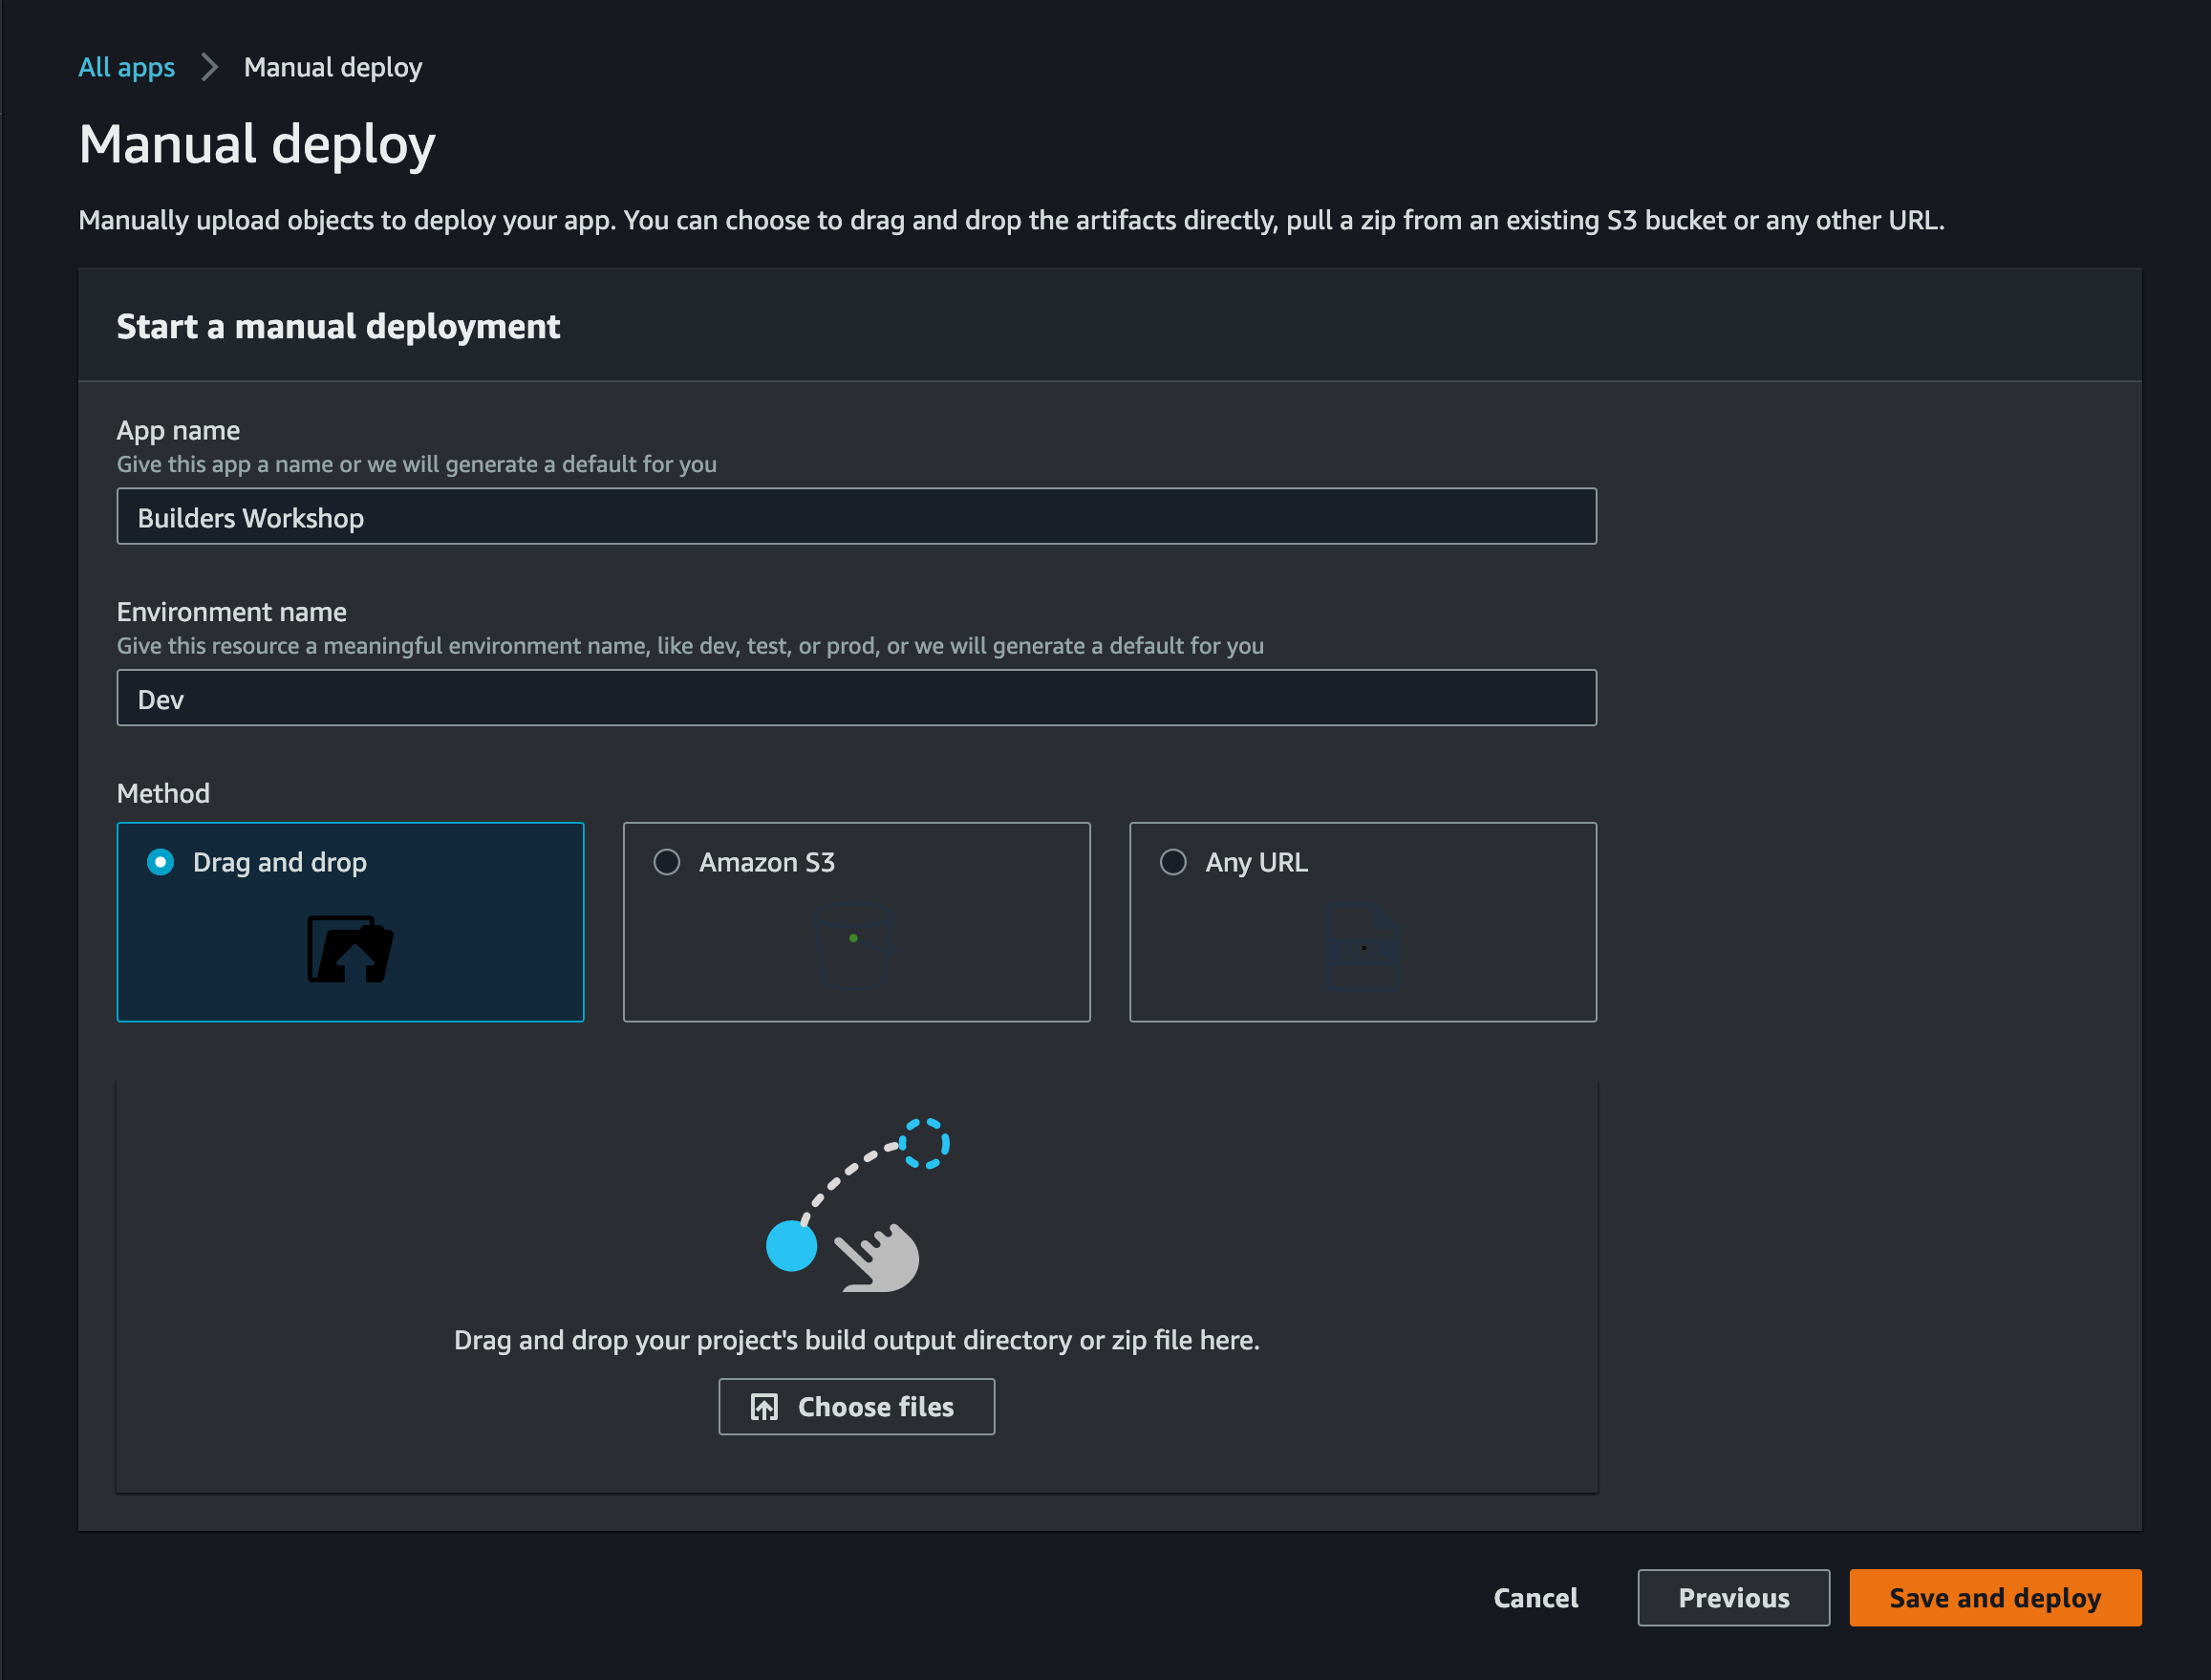 All apps
Manual deploy
Manual deploy
Manually upload objects to deploy your app. You can choose to drag and drop the artifacts directly, pull a zip from an existing S3 bucket or any other URL.
Start a manual deployment
App name
Give this app a name or we will generate a default for you
Builders Workshop
Environment name
Give this resource a meaningful environment name, like dev, test, or prod, or we will generate a default for you
Dev
Method
Drag and drop
Amazon S3
Any URL
Drag and drop your project's build output directory or zip file here.
Choose files
Cancel
Previous
Save and deploy